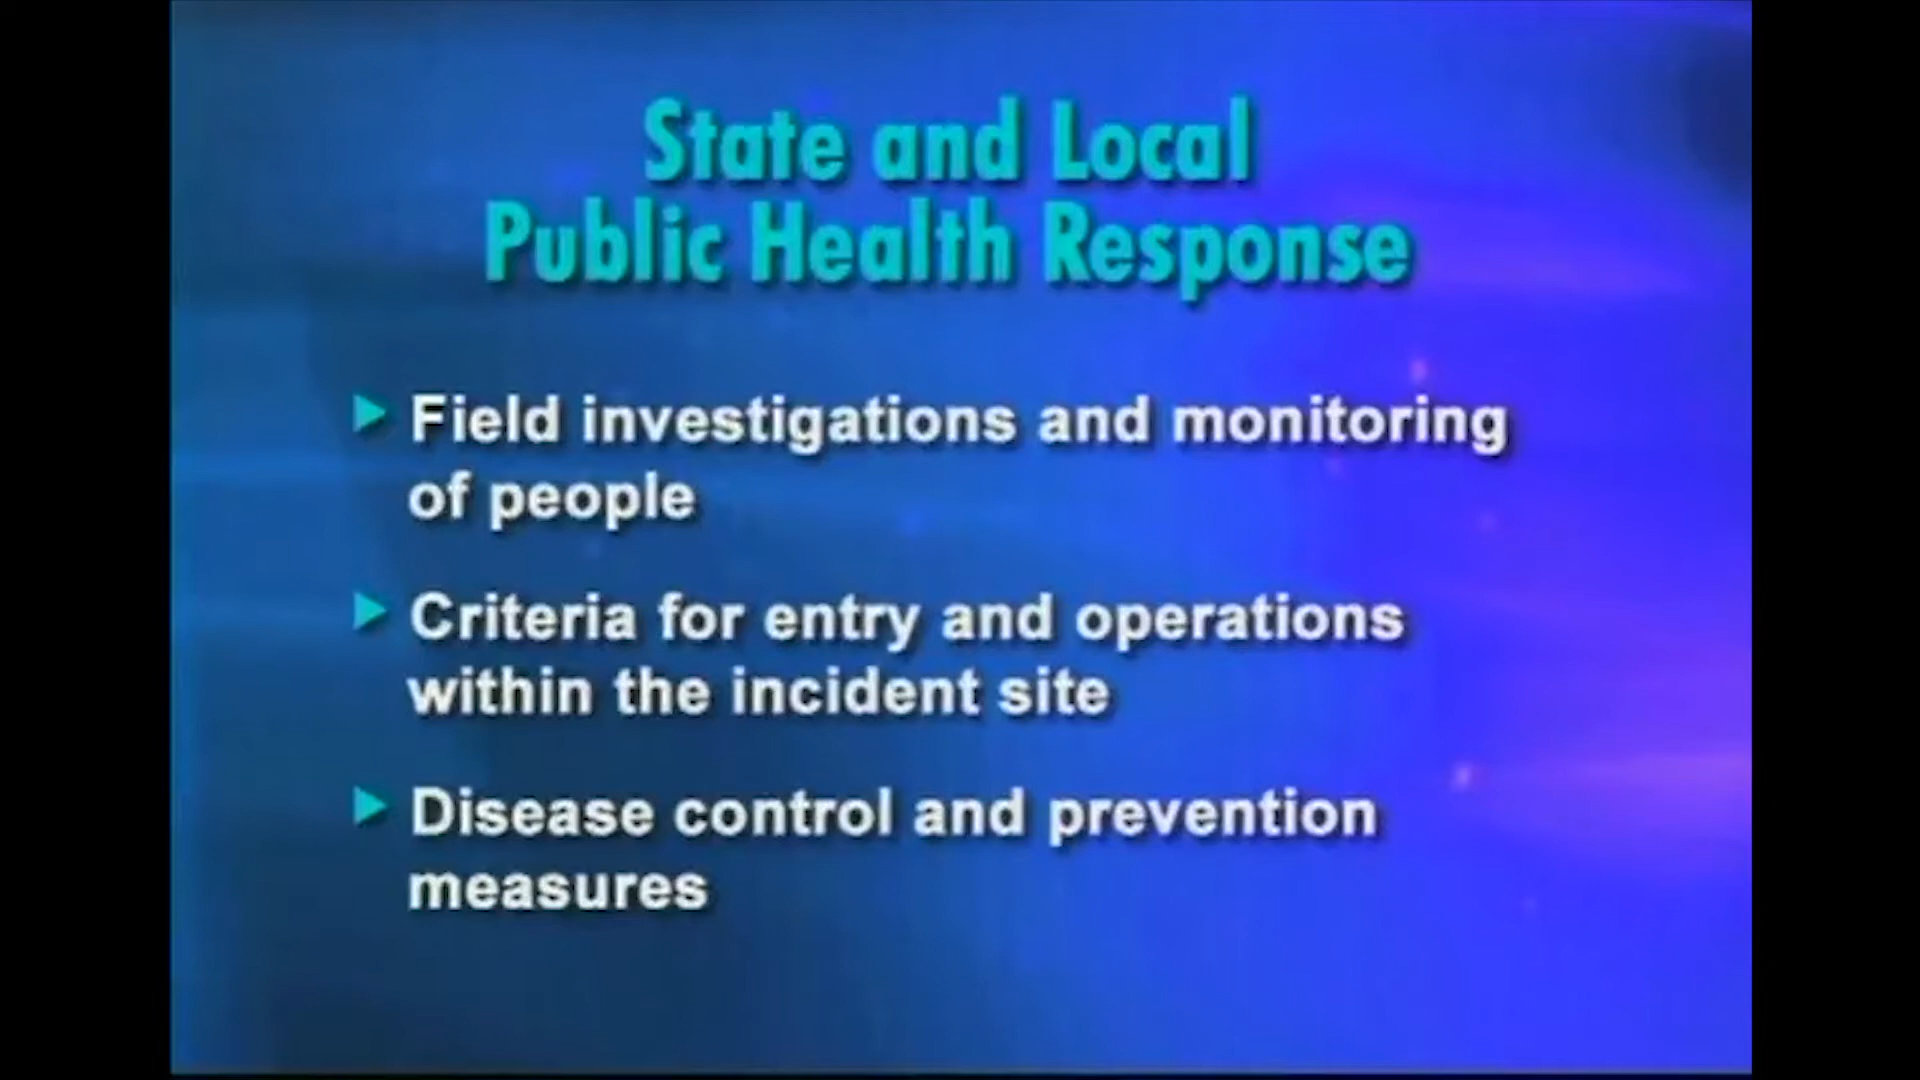 State and Local
Public Health Response
Field investigations and monitoring
of people
Criteria for entry and operations
within the incident site
Disease control and prevention
measures